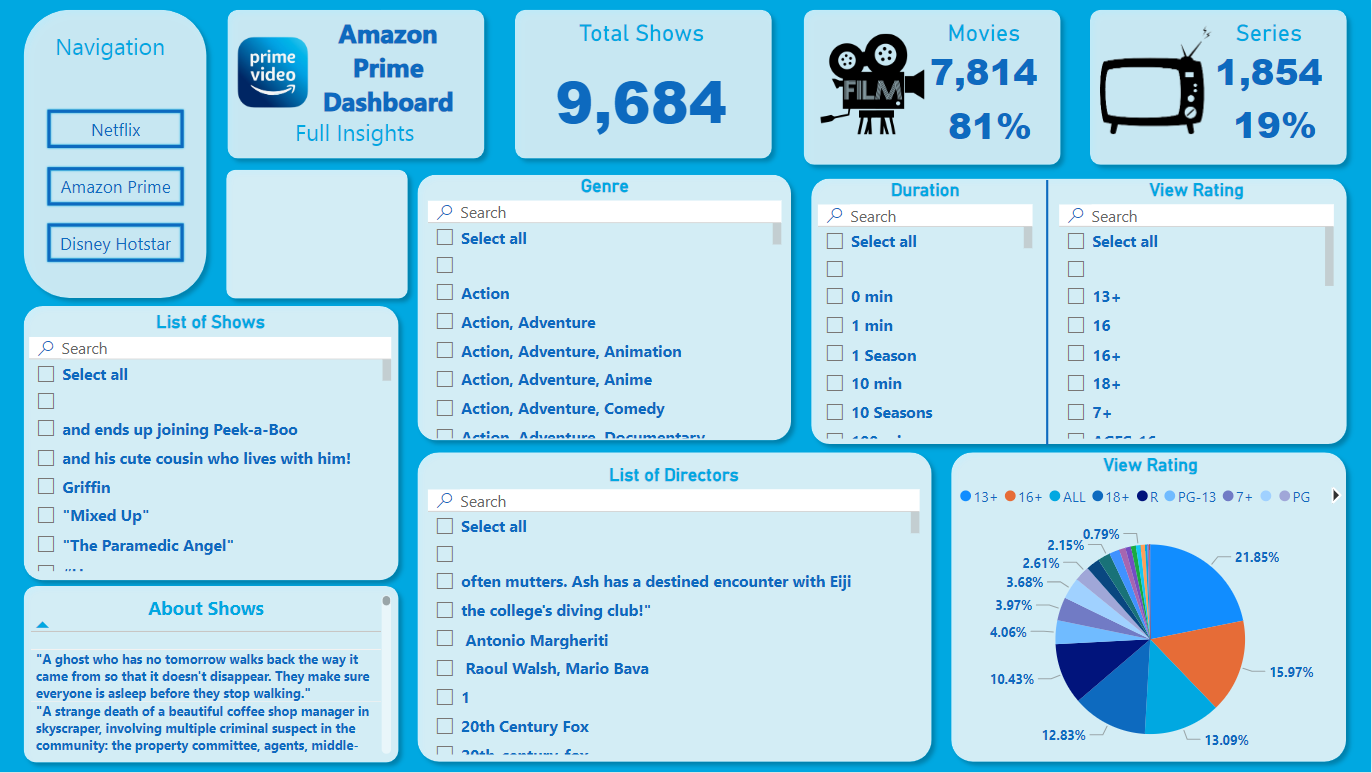 Navigation
Netflix
Amazon Prime
Disney Hotstar
prime
video
Amazon
Prime
Dashboard
Full Insights
Total Shows
9,684
FILM
Movies
7,814
81%
Series
1,854
19%
Genre
Search
Select all
Action
Action, Adventure
Action, Adventure, Animation
Action, Adventure, Anime
Action, Adventure, Comedy
Action, Adventure, Documentary
Duration
Search
Select all
0 min
1 min
1 Season
10 min
10 Seasons
View Rating
Search
Select all
13+
16
16+
18+
7+
List of Shows
Search
Select all
and ends up joining Peek-a-Boo
and his cute cousin who lives with him!
Griffin
"Mixed Up"
"The Paramedic Angel"
About Shows
"A ghost who has no tomorrow walks back the way it
came from so that it doesn't disappear. They make sure
everyone is asleep before they stop walking."
"A strange death of a beautiful coffee shop manager in
skyscraper, involving multiple criminal suspect in the
community: the property committee, agents, middle-
List of Directors
Search
Select all
often mutters. Ash has a destined encounter with Eiji
the college's diving club!"
Antonio Margheriti
Raoul Walsh, Mario Bava
1
20th Century Fox
View Rating
13+ 16+ ALL 18+ R PG-13 7+ PG
0.79%
2.15%
2.61%
3.68%
3.97%
4.06%
10.43%
12.83%
13.09%
15.97%
21.85%